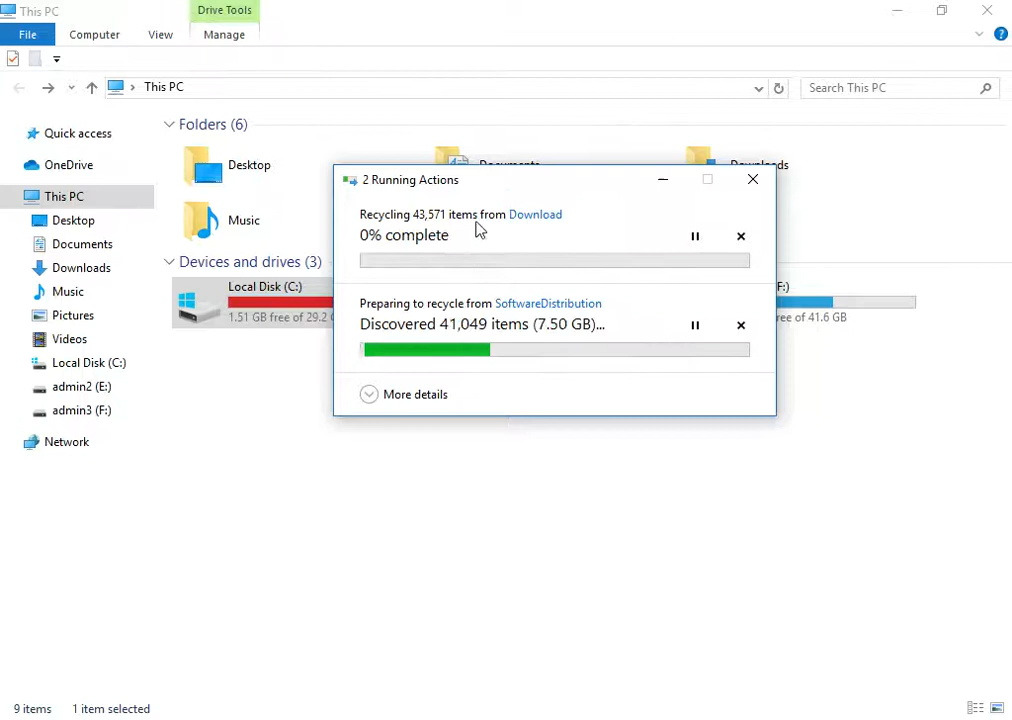 This PC
Drive Tools
File
Computer
View
Manage
This PC
Search This PC
Quick access
OneDrive
This PC
Desktop
Documents
Downloads
Music
Pictures
Videos
Local Disk (C:)
admin2 (E:)
admin3 (F:)
Network
Folders (6)
Desktop
Documents
Downloads
Music
Devices and drives (3)
Local Disk (C:)
1.51 GB free of 29.2
F:)
ree of 41.6 GB
2 Running Actions
Recycling 43,571 items from Download
0% complete
Preparing to recycle from SoftwareDistribution
Discovered 41,049 items (7.50 GB)...
More details
9 items
1 item selected